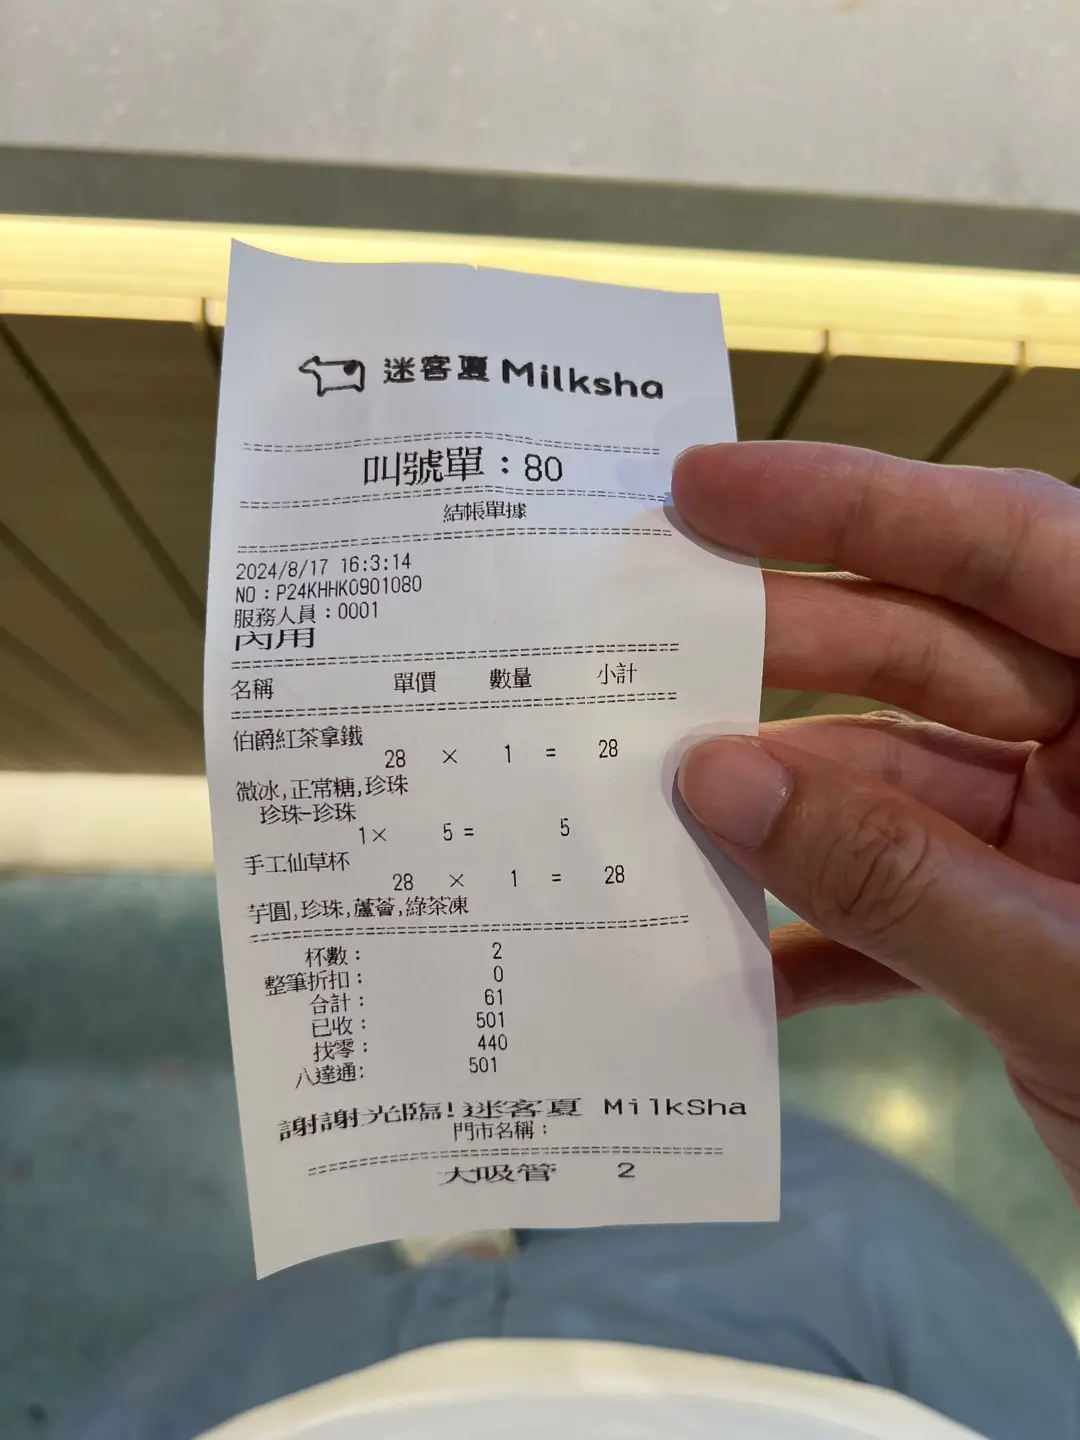 迷客夏 Milksha
叫號單：80
結帳單據
2024/8/17 16:3:14
NO：P24KHHK0901080
服務人員：0001
內用
名稱 單價 數量 小計
伯爵紅茶拿鐵
28 × 1 = 28
微冰,正常糖,珍珠
珍珠-珍珠
1× 5 = 5
手工仙草杯
28 × 1 = 28
芋圓,珍珠,蘆薈,綠茶凍
杯數： 2
整筆折扣： 0
合計： 61
已收： 501
找零： 440
八達通: 501
謝謝光臨!迷客夏 MilkSha
門市名稱：
大吸管 2